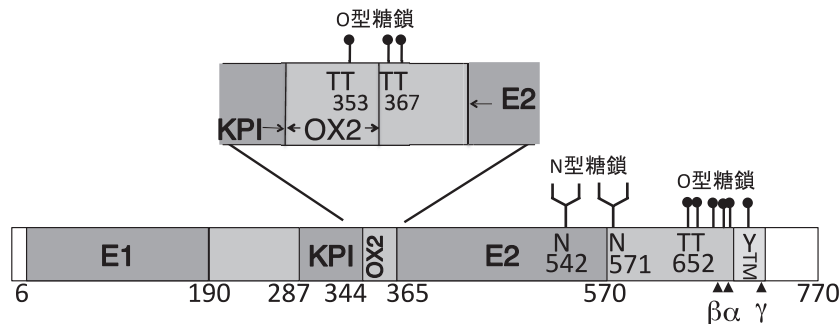 O型糖鎖
TT TT
353 367
KPI OX2 E2
N型糖鎖 O型糖鎖
E1 KPI OX2 E2 N N TT Y
542 571 652 TM
6 190 287 344 365 570 770
βα γ